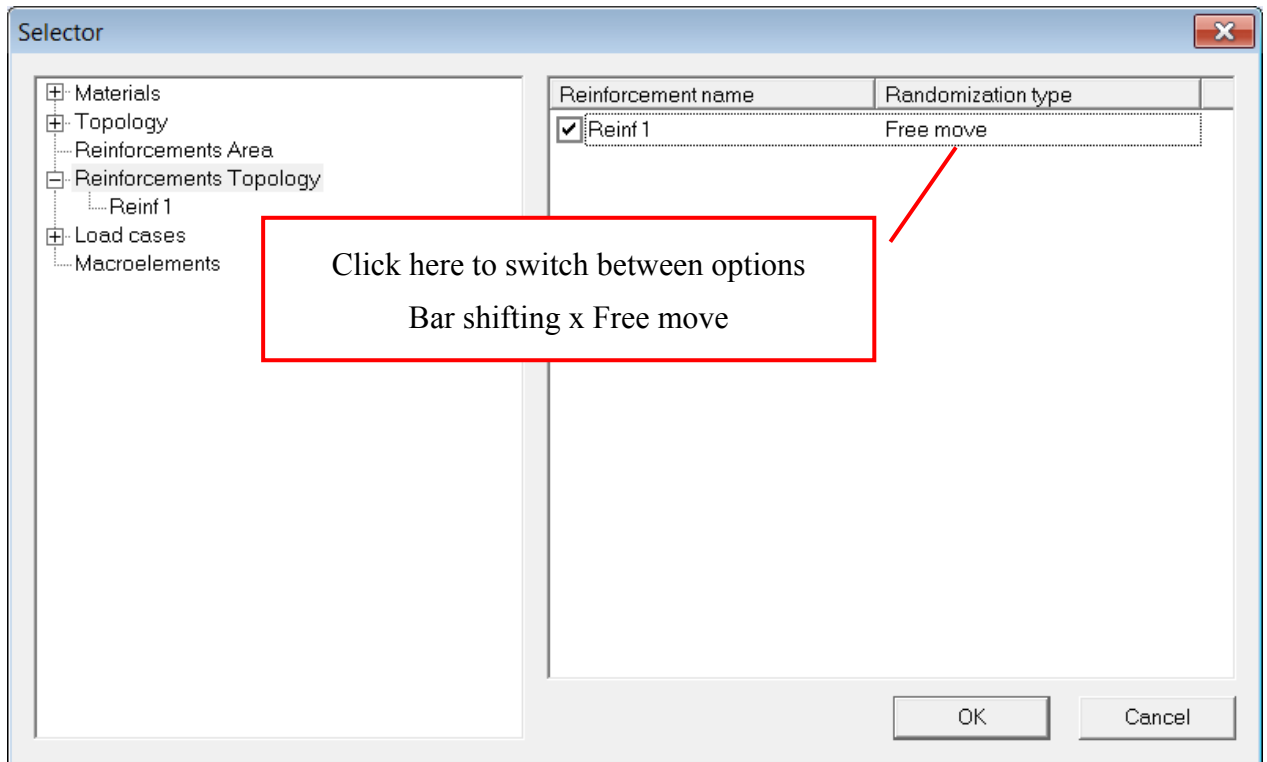 Selector
Materials
Topology
Reinforcements Area
Reinforcements Topology
Reinf 1
Load cases
Macroelements
Reinforcement name Randomization type
Reinf 1 Free move
Click here to switch between options
Bar shifting x Free move
OK Cancel